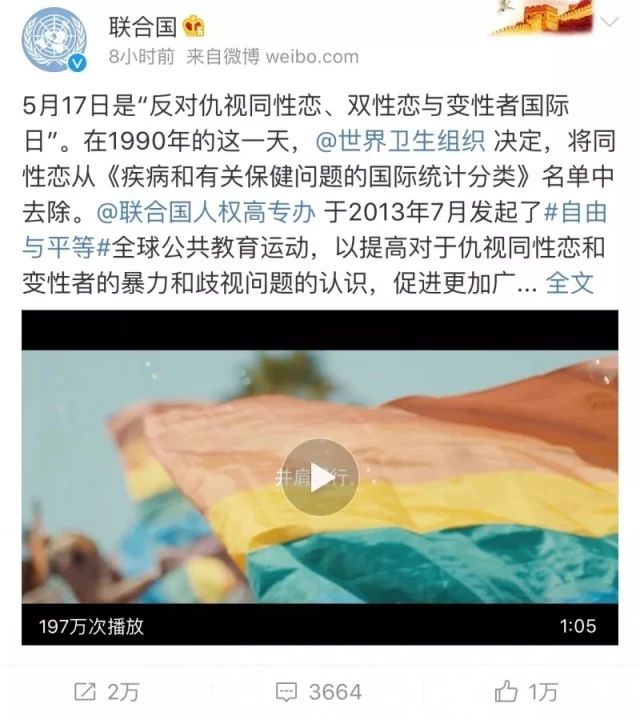 联合国
8小时前 来自微博 weibo.com
5月17日是“反对仇视同性恋、双性恋与变性者国际
日”。在1990年的这一天，@世界卫生组织 决定，将同
性恋从《疾病和有关保健问题的国际统计分类》名单中
去除。@联合国人权高专办 于2013年7月发起了#自由
与平等#全球公共教育运动，以提高对于仇视同性恋和
变性者的暴力和歧视问题的认识，促进更加广... 全文
并肩行。
197万次播放
1:05
2万
3664
1万